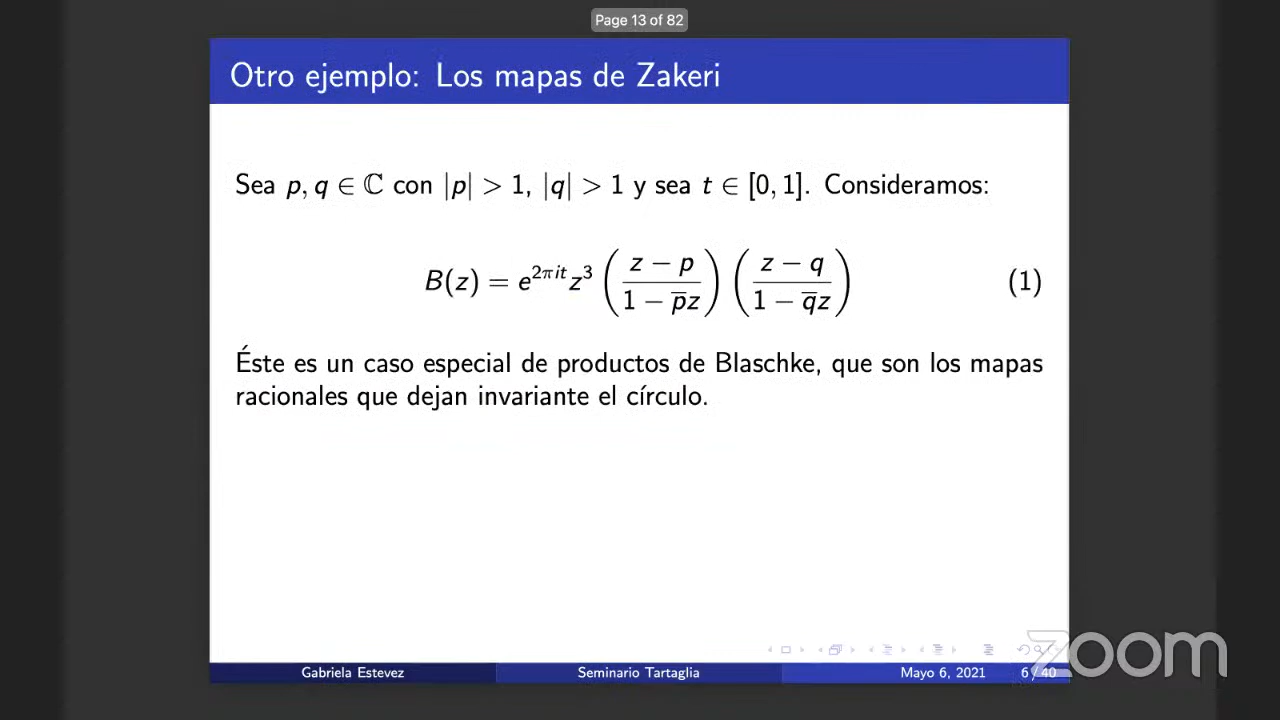 Page 13 of 82
Otro ejemplo: Los mapas de Zakeri
Sea p, q ∈ ℂ con |p| > 1, |q| > 1 y sea t ∈ [0, 1]. Consideramos:
B(z) = e^{2πit} z^3 ( (z − p) / (1 − p̅z) ) ( (z − q) / (1 − q̅z) ) (1)
Éste es un caso especial de productos de Blaschke, que son los mapas
racionales que dejan invariante el círculo.
Gabriela Estevez Seminario Tartaglia Mayo 6, 2021 6 / 40
zoom